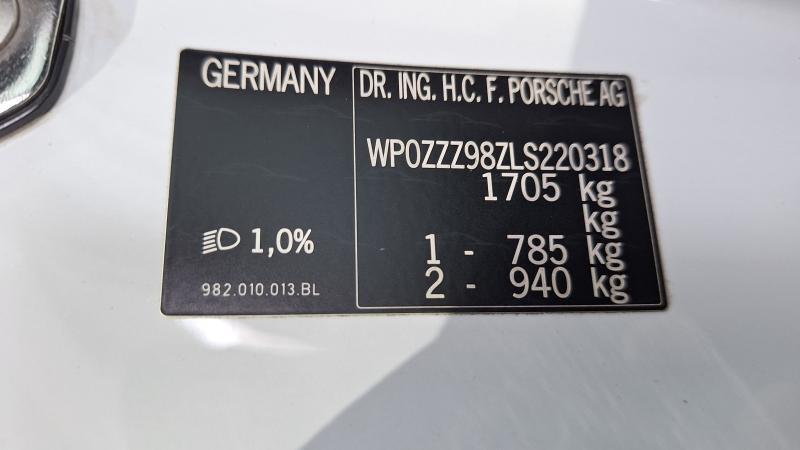 GERMANY
DR. ING. H.C. F. PORSCHE AG
WP0ZZZ98ZLS220318
1705 kg
kg
1 - 785 kg
2 - 940 kg
1,0%
982.010.013.BL